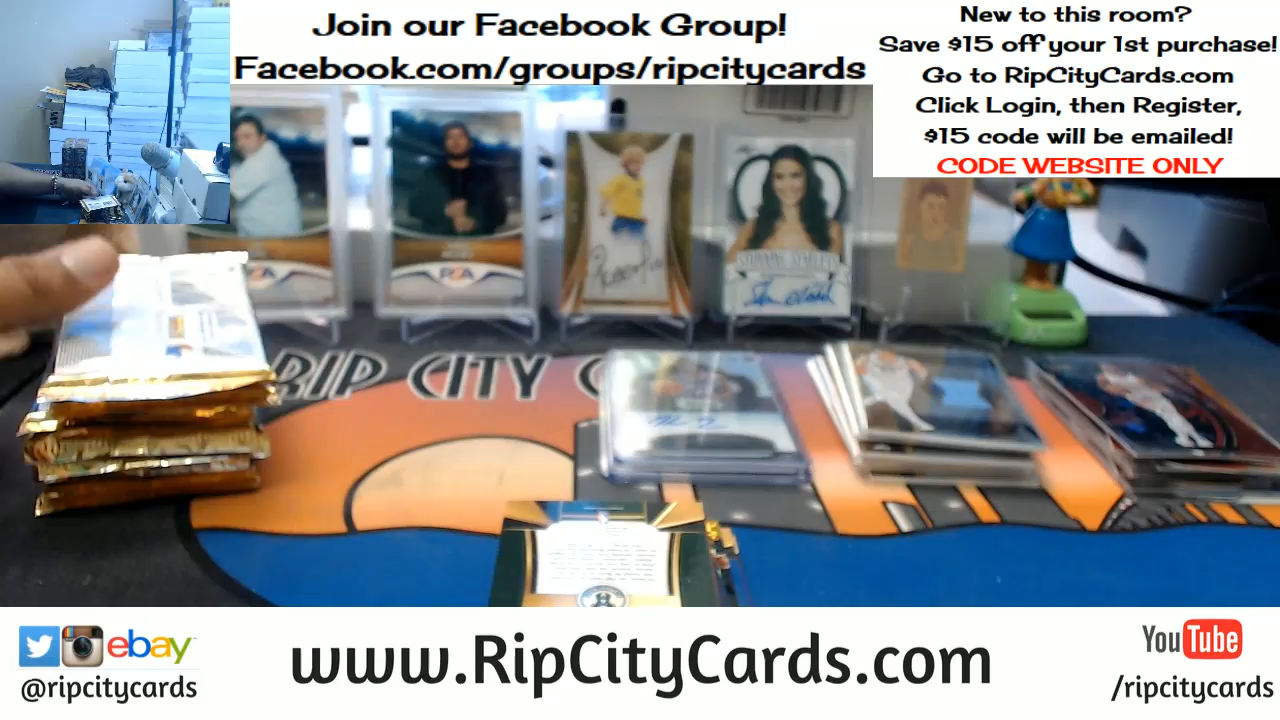 Join our Facebook Group!
Facebook.com/groups/ripcitycards
New to this room?
Save $15 off your 1st purchase!
Go to RipCityCards.com
Click Login, then Register,
$15 code will be emailed!
CODE WEBSITE ONLY
RIP CITY C
ebay
@ripcitycards
www.RipCityCards.com
YouTube
/ripcitycards